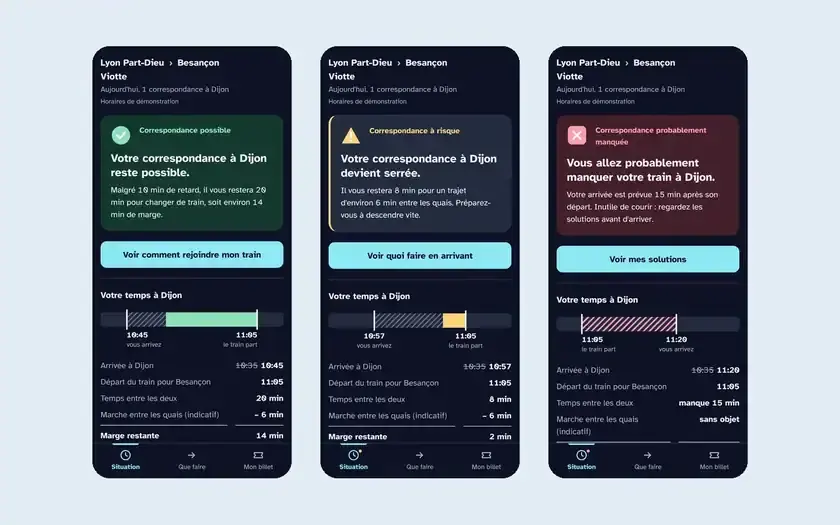 Lyon Part-Dieu › Besançon
Viotte
Aujourd'hui, 1 correspondance à Dijon
Horaires de démonstration
Correspondance possible
Votre correspondance à Dijon
reste possible.
Malgré 10 min de retard, il vous restera 20
min pour changer de train, soit environ 14
min de marge.
Voir comment rejoindre mon train
Votre temps à Dijon
10:45 11:05
vous arrivez le train part
Arrivée à Dijon 10:35 10:45
Départ du train pour Besançon 11:05
Temps entre les deux 20 min
Marche entre les quais (indicatif) – 6 min
Marge restante 14 min
Situation Que faire Mon billet
Lyon Part-Dieu › Besançon
Viotte
Aujourd'hui, 1 correspondance à Dijon
Horaires de démonstration
Correspondance à risque
Votre correspondance à Dijon
devient serrée.
Il vous restera 8 min pour un trajet
d'environ 6 min entre les quais. Préparez-
vous à descendre vite.
Voir quoi faire en arrivant
Votre temps à Dijon
10:57 11:05
vous arrivez le train part
Arrivée à Dijon 10:35 10:57
Départ du train pour Besançon 11:05
Temps entre les deux 8 min
Marche entre les quais (indicatif) – 6 min
Marge restante 2 min
Situation Que faire Mon billet
Lyon Part-Dieu › Besançon
Viotte
Aujourd'hui, 1 correspondance à Dijon
Horaires de démonstration
Correspondance probablement
manquée
Vous allez probablement
manquer votre train à Dijon.
Votre arrivée est prévue 15 min après son
départ. Inutile de courir : regardez les
solutions avant d'arriver.
Voir mes solutions
Votre temps à Dijon
11:05 11:20
le train part vous arrivez
Arrivée à Dijon 10:35 11:20
Départ du train pour Besançon 11:05
Temps entre les deux manque 15 min
Marche entre les quais sans objet
(indicatif)
Situation Que faire Mon billet